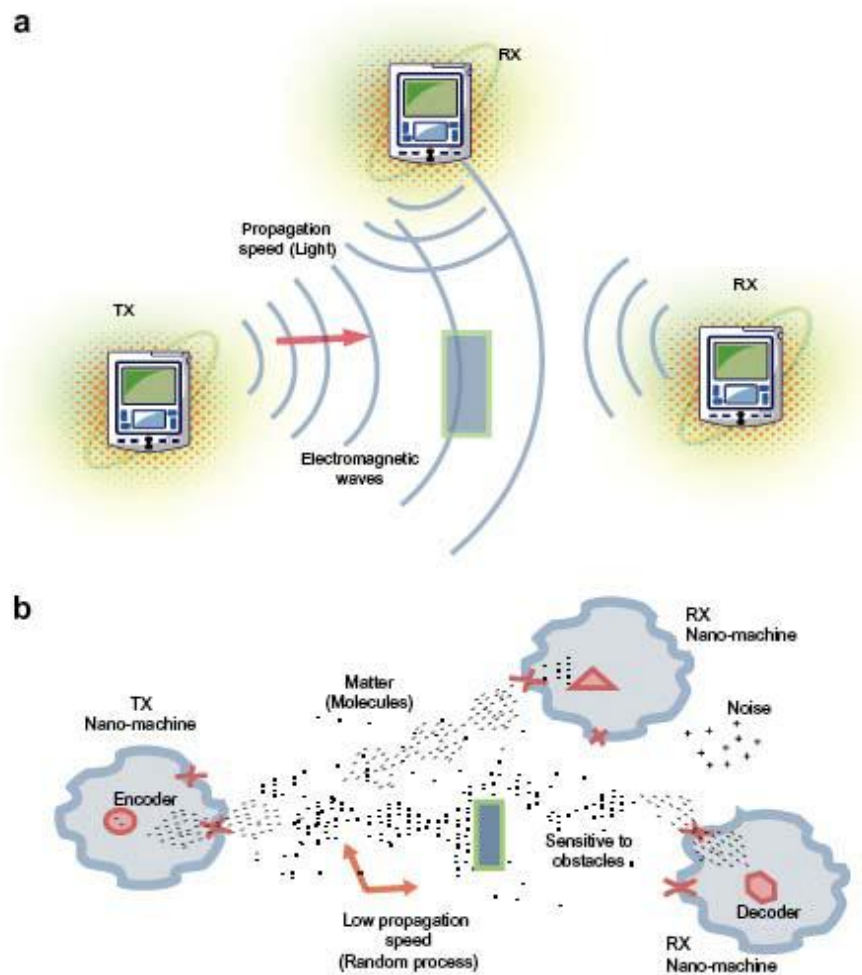 a
RX
Propagation
speed (Light)
TX
RX
Electromagnetic
waves
b
RX
Nano-machine
Matter
(Molecules)
TX
Nano-machine
Noise
Encoder
Sensitive to
obstacles
Low propagation
speed
(Random process)
Decoder
RX
Nano-machine